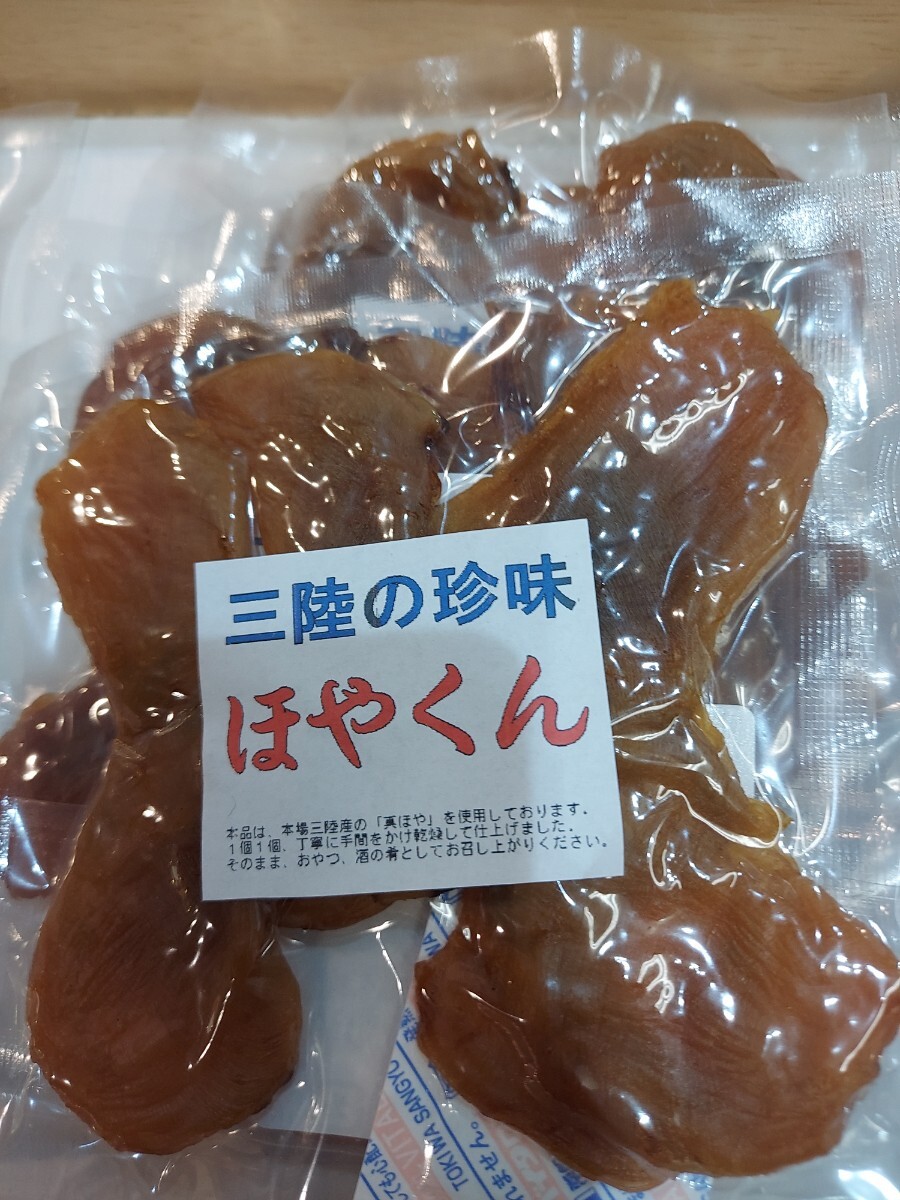 三陸の珍味
ほやくん
本品は、本場三陸産の「真ほや」を使用しております.
1個1個、丁寧に手間をかけ乾燥して仕上げました.
そのまま、おやつ、酒の肴としてお召し上がりください。
TOKIWA SANGYO
れません。